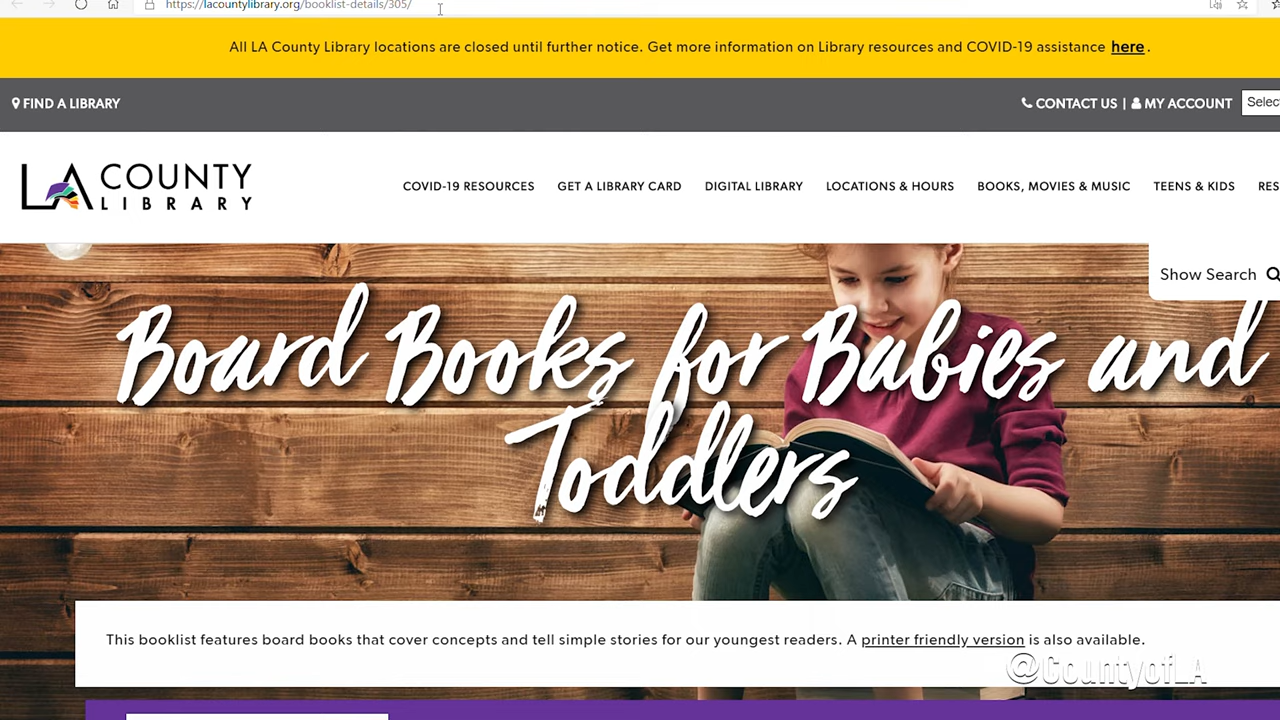 https://lacountylibrary.org/booklist-details/305/
All LA County Library locations are closed until further notice. Get more information on Library resources and COVID-19 assistance here.
FIND A LIBRARY
CONTACT US | MY ACCOUNT
Selec
LA COUNTY LIBRARY
COVID-19 RESOURCES
GET A LIBRARY CARD
DIGITAL LIBRARY
LOCATIONS & HOURS
BOOKS, MOVIES & MUSIC
TEENS & KIDS
RES
Show Search
Board Books for Babies and
Toddlers
This booklist features board books that cover concepts and tell simple stories for our youngest readers. A printer friendly version is also available.
@CountyofLA